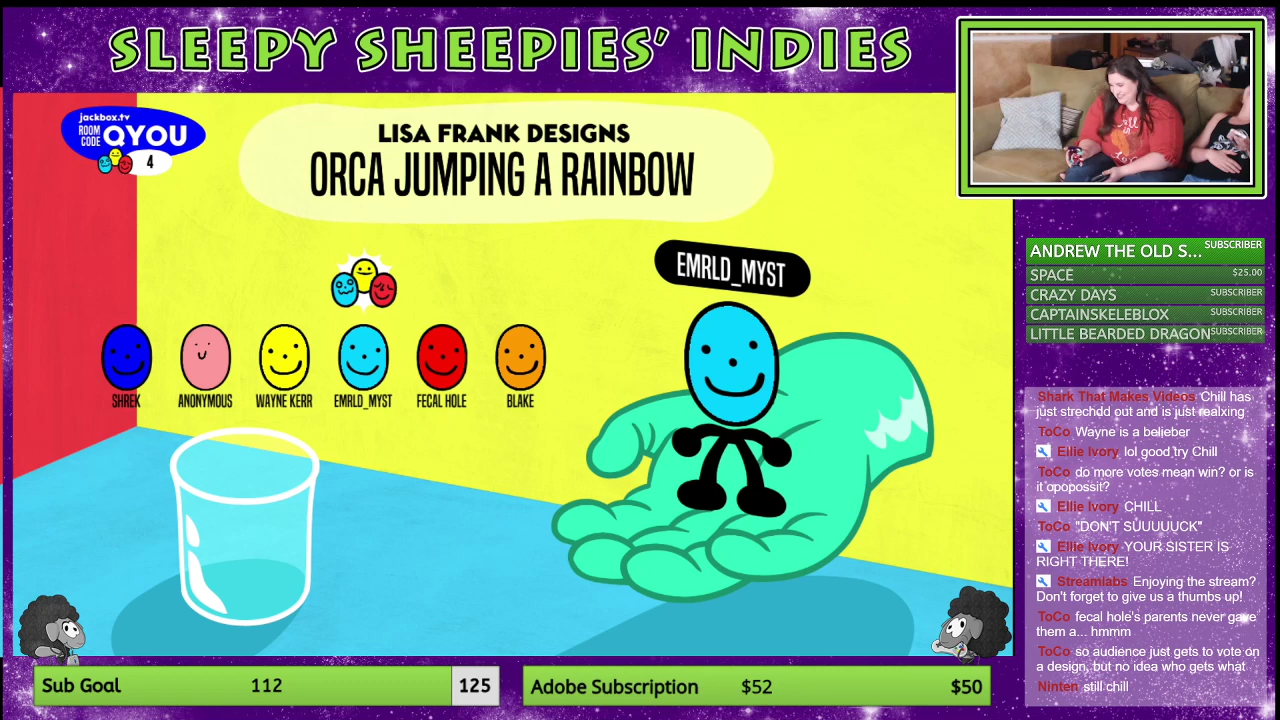 SLEEPY SHEEPIES' INDIES
jackbox.tv
ROOM CODE QYOU
4
LISA FRANK DESIGNS
ORCA JUMPING A RAINBOW
EMRLD_MYST
SHREK
ANONYMOUS
WAYNE KERR
EMRLD_MYST
FECAL HOLE
BLAKE
ANDREW THE OLD S... SUBSCRIBER
SPACE $25.00
CRAZY DAYS SUBSCRIBER
CAPTAINSKELEBLOX SUBSCRIBER
LITTLE BEARDED DRAGON SUBSCRIBER
Shark That Makes Videos Chill has
just strechdd out and is just realxing
ToCo Wayne is a belieber
Ellie Ivory lol good try Chill
ToCo do more votes mean win? or is
it opopossit?
Ellie Ivory CHILL
ToCo "DON'T SUUUUUCK"
Ellie Ivory YOUR SISTER IS
RIGHT THERE!
Streamlabs Enjoying the stream?
Don't forget to give us a thumbs up!
ToCo fecal hole's parents never gave
them a... hmmm
ToCo so audience just gets to vote on
a design, but no idea who gets what
Ninten still chill
Sub Goal 112 125
Adobe Subscription $52 $50